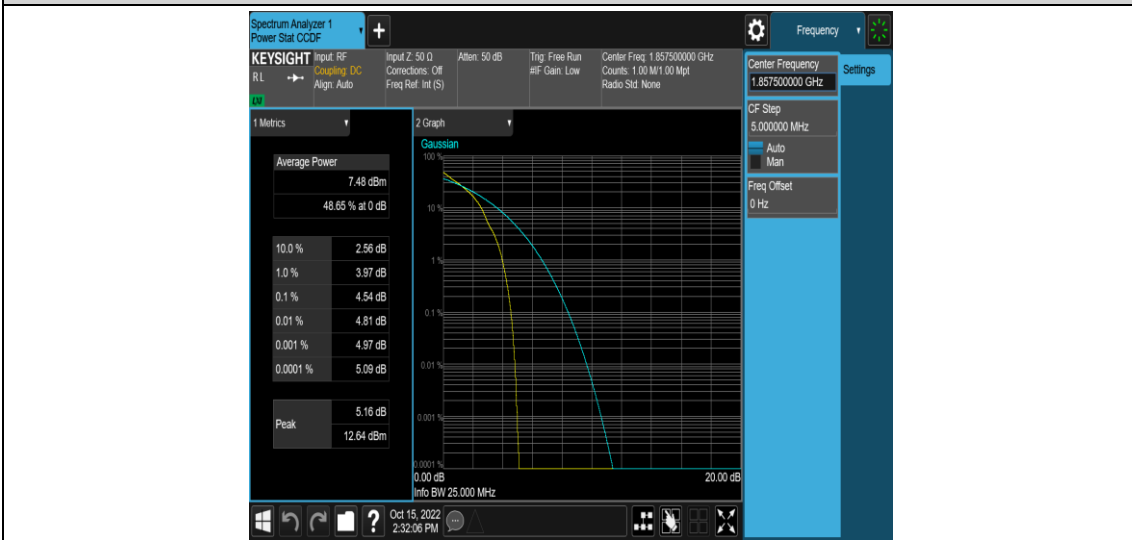 Spectrum Analyzer 1
Power Stat CCDF
+
Frequency
KEYSIGHT
RL
LXI
Input: RF
Coupling: DC
Align: Auto
Input Z: 50 Ω
Corrections: Off
Freq Ref: Int (S)
Atten: 50 dB
Trig: Free Run
#IF Gain: Low
Center Freq: 1.857500000 GHz
Counts: 1.00 M/1.00 Mpt
Radio Std: None
Center Frequency
1.857500000 GHz
Settings
CF Step
5.000000 MHz
Auto
Man
Freq Offset
0 Hz
1 Metrics
Average Power
7.48 dBm
48.65 % at 0 dB
10.0 % 2.56 dB
1.0 % 3.97 dB
0.1 % 4.54 dB
0.01 % 4.81 dB
0.001 % 4.97 dB
0.0001 % 5.09 dB
Peak 5.16 dB
12.64 dBm
2 Graph
Gaussian
100 %
10 %
1 %
0.1 %
0.01 %
0.001 %
0.0001 %
0.00 dB 20.00 dB
Info BW 25.000 MHz
?
Oct 15, 2022
2:32:06 PM